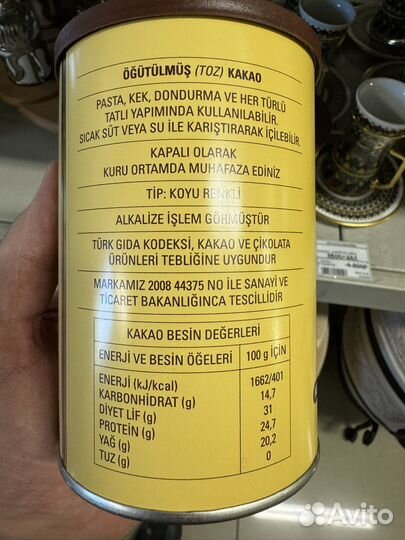 ÖĞÜTÜLMÜŞ (TOZ) KAKAO
PASTA, KEK, DONDURMA VE HER TÜRLÜ
TATLI YAPIMINDA KULLANILABİLİR.
SICAK SÜT VEYA SU İLE KARIŞTIRARAK İÇİLEBİLİR.
KAPALI OLARAK
KURU ORTAMDA MUHAFAZA EDİNİZ
TİP: KOYU RENKLİ
ALKALİZE İŞLEM GÖRMÜŞTÜR
TÜRK GIDA KODEKSİ, KAKAO VE ÇİKOLATA
ÜRÜNLERİ TEBLİĞİNE UYGUNDUR
MARKAMIZ 2008 44375 NO İLE SANAYİ VE
TİCARET BAKANLIĞINCA TESCİLLİDİR
KAKAO BESİN DEĞERLERİ
ENERJİ VE BESİN ÖĞELERİ 100 g İÇİN
ENERJİ (kJ/kcal) 1662/401
KARBONHİDRAT (g) 14,7
DİYET LİF (g) 31
PROTEİN (g) 24,7
YAĞ (g) 20,2
TUZ (g) 0
Avito